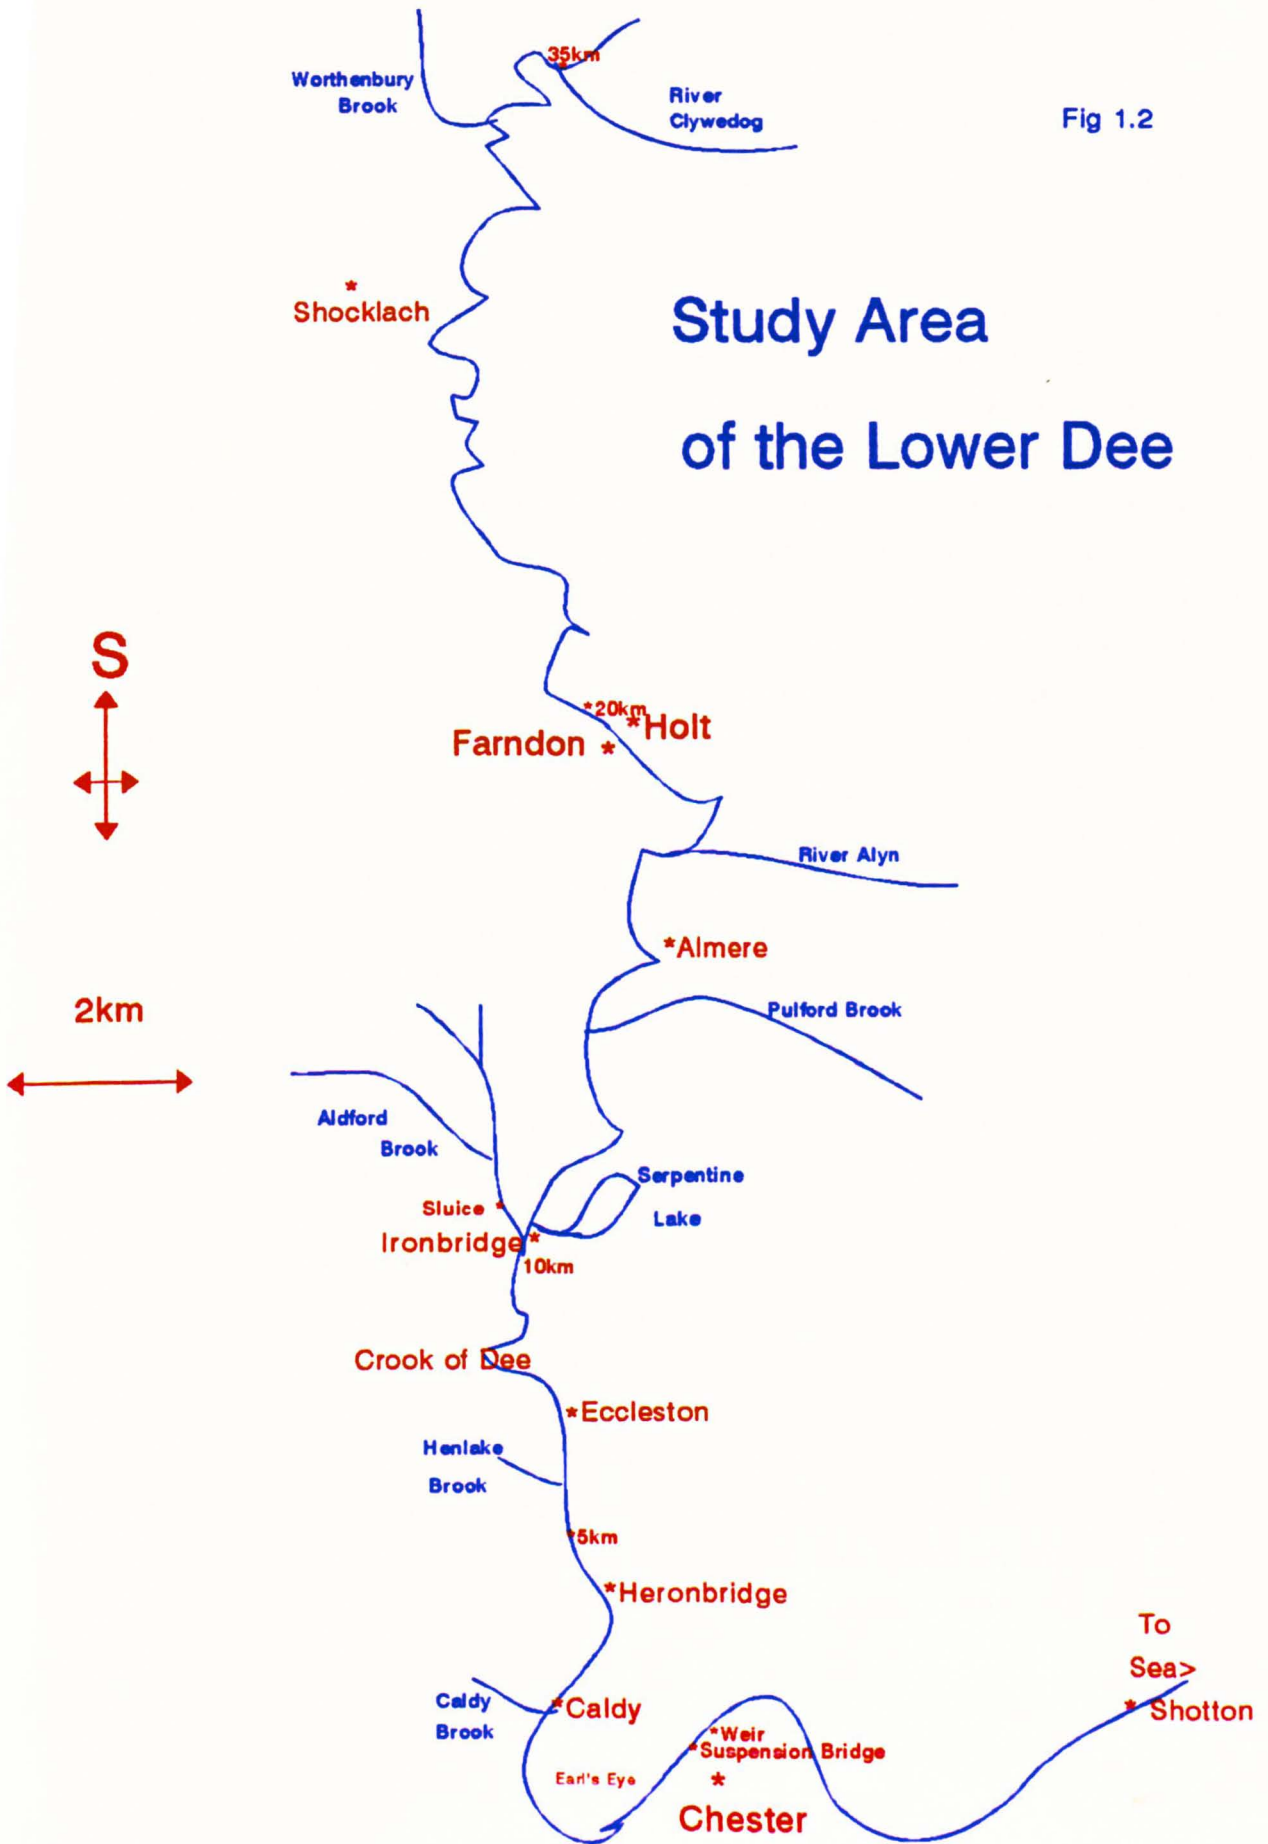 35km
Worthenbury
Brook
River
Clywedog
Fig 1.2
*
Shocklach
Study Area
of the Lower Dee
S
*20km
*Holt
Farndon *
River Alyn
*Almere
2km
Pulford Brook
Aldford
Brook
Serpentine
Lake
Sluice *
Ironbridge *
10km
Crook of Dee
*Eccleston
Henlake
Brook
*5km
*Heronbridge
To
Sea>
* Shotton
Caldy
Brook
*Caldy
*Weir
*Suspension Bridge
Earl's Eye
*
Chester